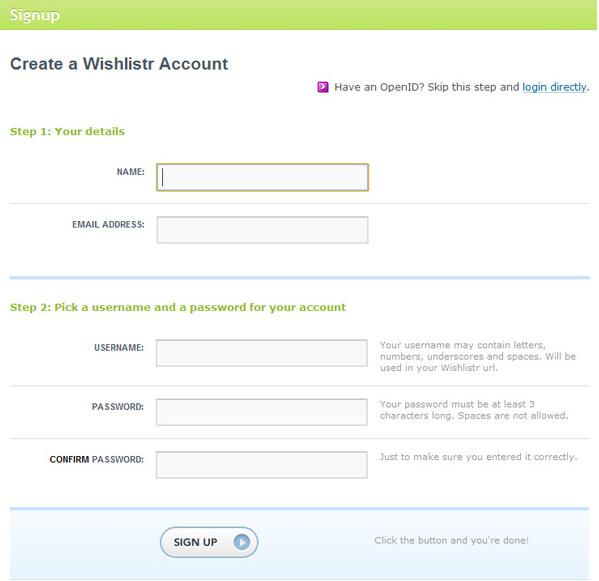 Signup
Create a Wishlistr Account
Have an OpenID? Skip this step and login directly.
Step 1: Your details
NAME:
EMAIL ADDRESS:
Step 2: Pick a username and a password for your account
USERNAME:
Your username may contain letters,
numbers, underscores and spaces. Will be
used in your Wishlistr url.
PASSWORD:
Your password must be at least 3
characters long. Spaces are not allowed.
CONFIRM PASSWORD:
Just to make sure you entered it correctly.
SIGN UP
Click the button and you're done!